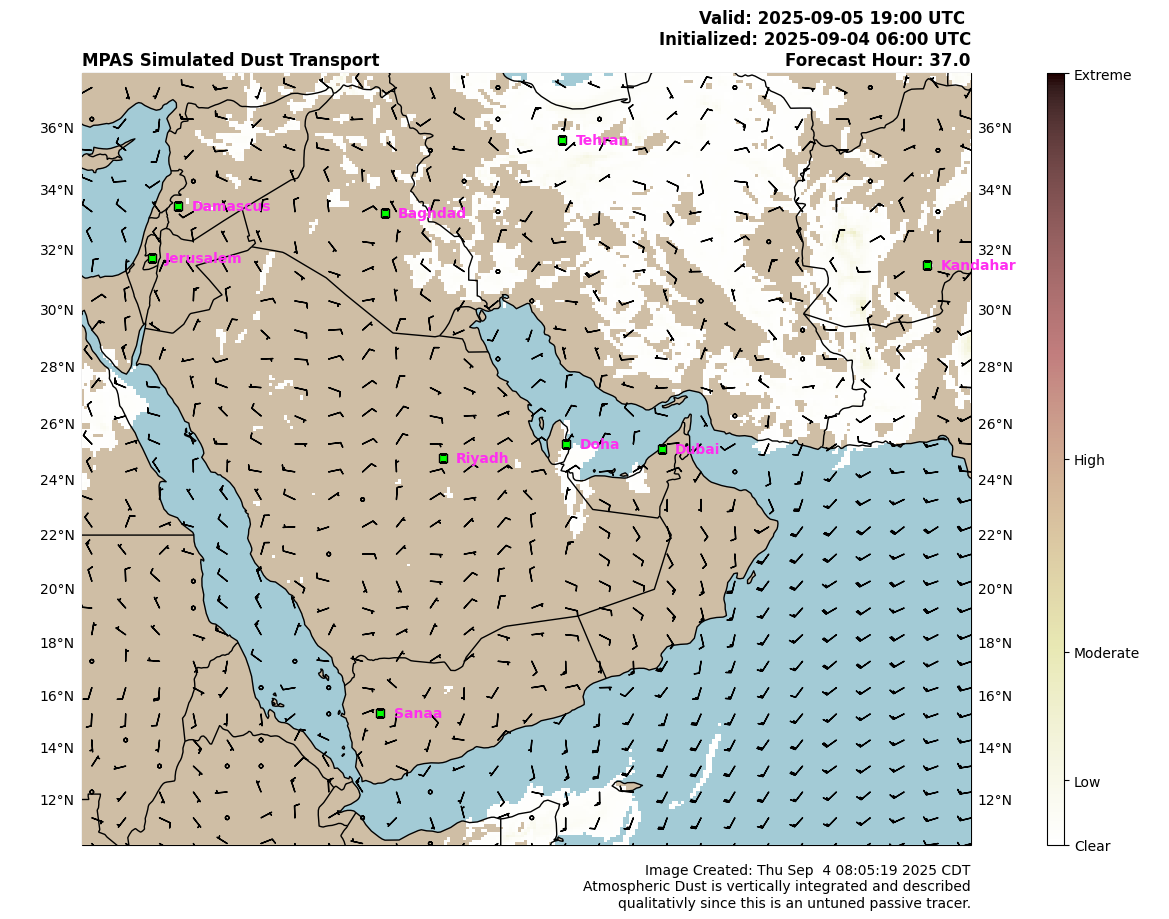 Valid: 2025-09-05 19:00 UTC
Initialized: 2025-09-04 06:00 UTC
MPAS Simulated Dust Transport
Forecast Hour: 37.0
Extreme
High
Moderate
Low
Clear
36°N
34°N
32°N
30°N
28°N
26°N
24°N
22°N
20°N
18°N
16°N
14°N
12°N
36°N
34°N
32°N
30°N
28°N
26°N
24°N
22°N
20°N
18°N
16°N
14°N
12°N
Tehran
Damascus
Baghdad
Jerusalem
Kandahar
Doha
Dubai
Riyadh
Sanaa
Image Created: Thu Sep  4 08:05:19 2025 CDT
Atmospheric Dust is vertically integrated and described
qualitativly since this is an untuned passive tracer.